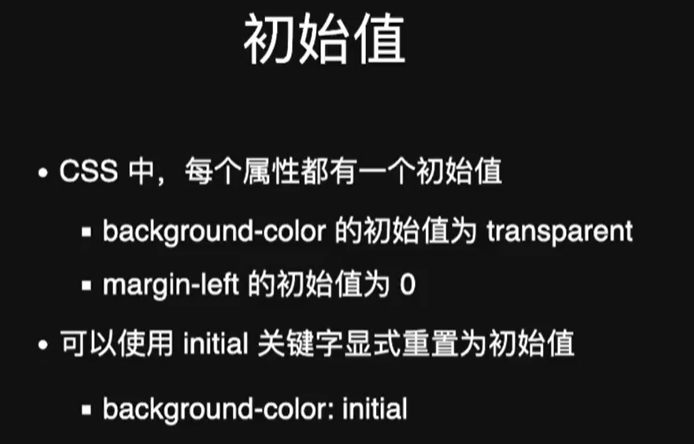 初始值
• CSS 中，每个属性都有一个初始值
▪ background-color 的初始值为 transparent
▪ margin-left 的初始值为 0
• 可以使用 initial 关键字显式重置为初始值
▪ background-color: initial